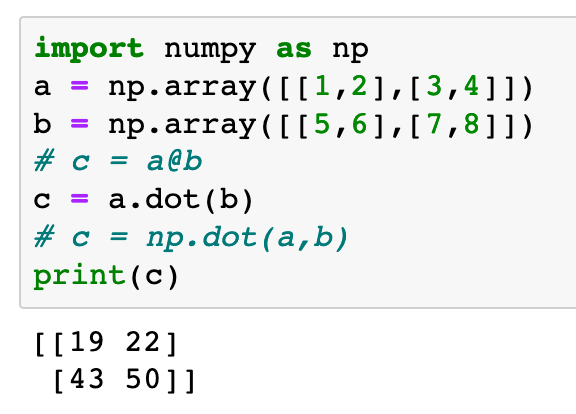 import numpy as np
a = np.array([[1,2],[3,4]])
b = np.array([[5,6],[7,8]])
# c = a@b
c = a.dot(b)
# c = np.dot(a,b)
print(c)
[[19 22]
 [43 50]]